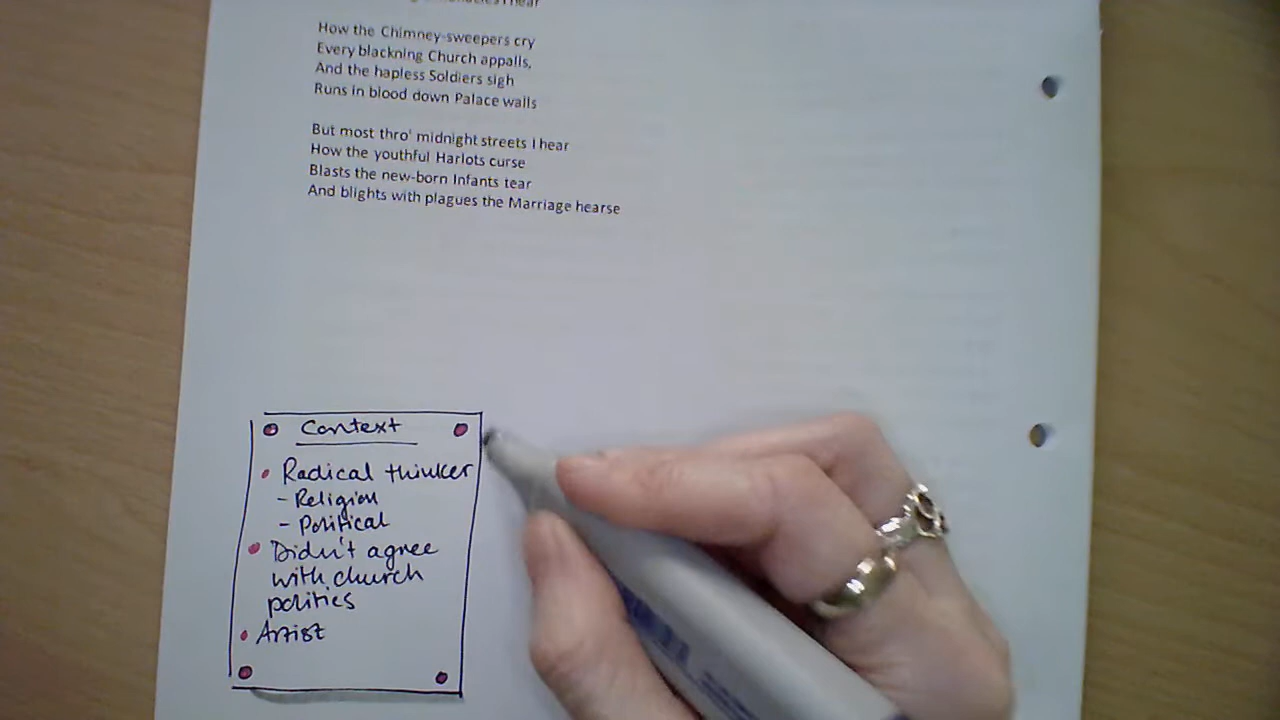 hear
How the Chimney-sweepers cry
Every blackning Church appalls,
And the hapless Soldiers sigh
Runs in blood down Palace walls
But most thro' midnight streets I hear
How the youthful Harlots curse
Blasts the new-born Infants tear
And blights with plagues the Marriage hearse
Context
Radical thinker
- Religion
- Political
Didn't agree
with church
politics
Artist